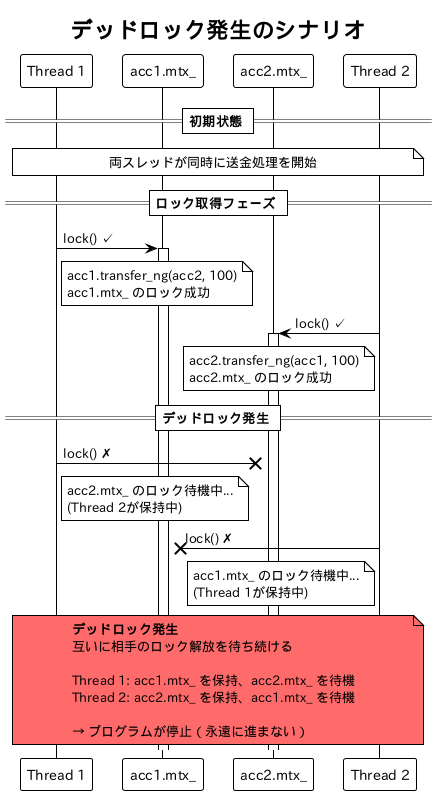 デッドロック発生のシナリオ
Thread 1
acc1.mtx_
acc2.mtx_
Thread 2
初期状態
両スレッドが同時に送金処理を開始
ロック取得フェーズ
lock() ✓
acc1.transfer_ng(acc2, 100)
acc1.mtx_ のロック成功
lock() ✓
acc2.transfer_ng(acc1, 100)
acc2.mtx_ のロック成功
デッドロック発生
lock() ✗
acc2.mtx_ のロック待機中...
(Thread 2が保持中)
lock() ✗
acc1.mtx_ のロック待機中...
(Thread 1が保持中)
デッドロック発生
互いに相手のロック解放を待ち続ける
Thread 1: acc1.mtx_ を保持、acc2.mtx_ を待機
Thread 2: acc2.mtx_ を保持、acc1.mtx_ を待機
→ プログラムが停止（永遠に進まない）
Thread 1
acc1.mtx_
acc2.mtx_
Thread 2